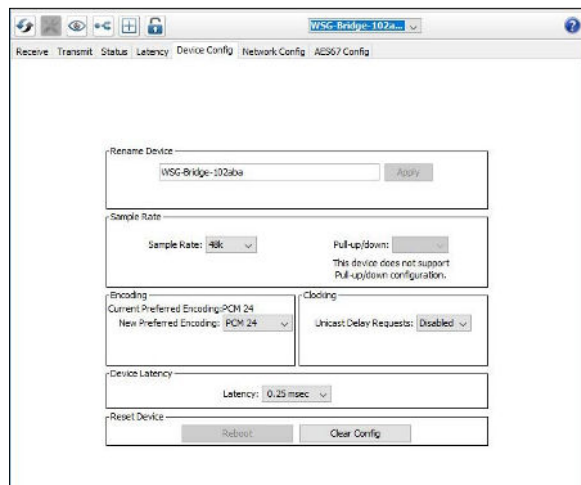 WSG-Bridge-102a...
Receive Transmit Status Latency Device Config Network Config AES67 Config
Rename Device
WSG-Bridge-102aba Apply
Sample Rate
Sample Rate: 48k Pull-up/down:
This device does not support
Pull-up/down configuration.
Encoding Clocking
Current Preferred Encoding:PCM 24
New Preferred Encoding: PCM 24 Unicast Delay Requests: Disabled
Device Latency
Latency: 0.25 msec
Reset Device
Reboot Clear Config